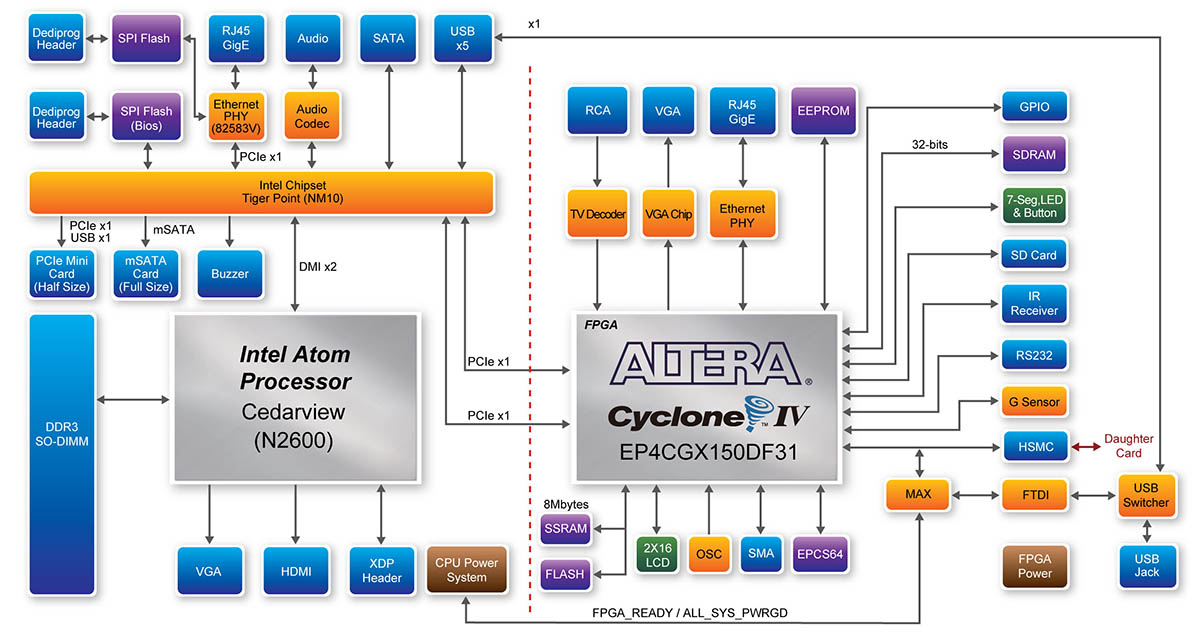 Dediprog
Header
SPI Flash
RJ45
GigE
Audio
SATA
USB
x5
x1
Dediprog
Header
SPI Flash
(Bios)
Ethernet
PHY
(82583V)
Audio
Codec
PCIe x1
Intel Chipset
Tiger Point (NM10)
PCIe x1
USB x1
mSATA
PCIe Mini
Card
(Half Size)
mSATA
Card
(Full Size)
Buzzer
DMI x2
DDR3
SO-DIMM
Intel Atom
Processor
Cedarview
(N2600)
PCIe x1
PCIe x1
VGA
HDMI
XDP
Header
CPU Power
System
RCA
VGA
RJ45
GigE
EEPROM
TV Decoder
VGA Chip
Ethernet
PHY
FPGA
ALTERA®
Cyclone™ IV
EP4CGX150DF31
32-bits
GPIO
SDRAM
7-Seg,LED
& Button
SD Card
IR
Receiver
RS232
G Sensor
HSMC
Daughter
Card
MAX
FTDI
USB
Switcher
8Mbytes
SSRAM
FLASH
2X16
LCD
OSC
SMA
EPCS64
FPGA
Power
USB
Jack
FPGA_READY / ALL_SYS_PWRGD